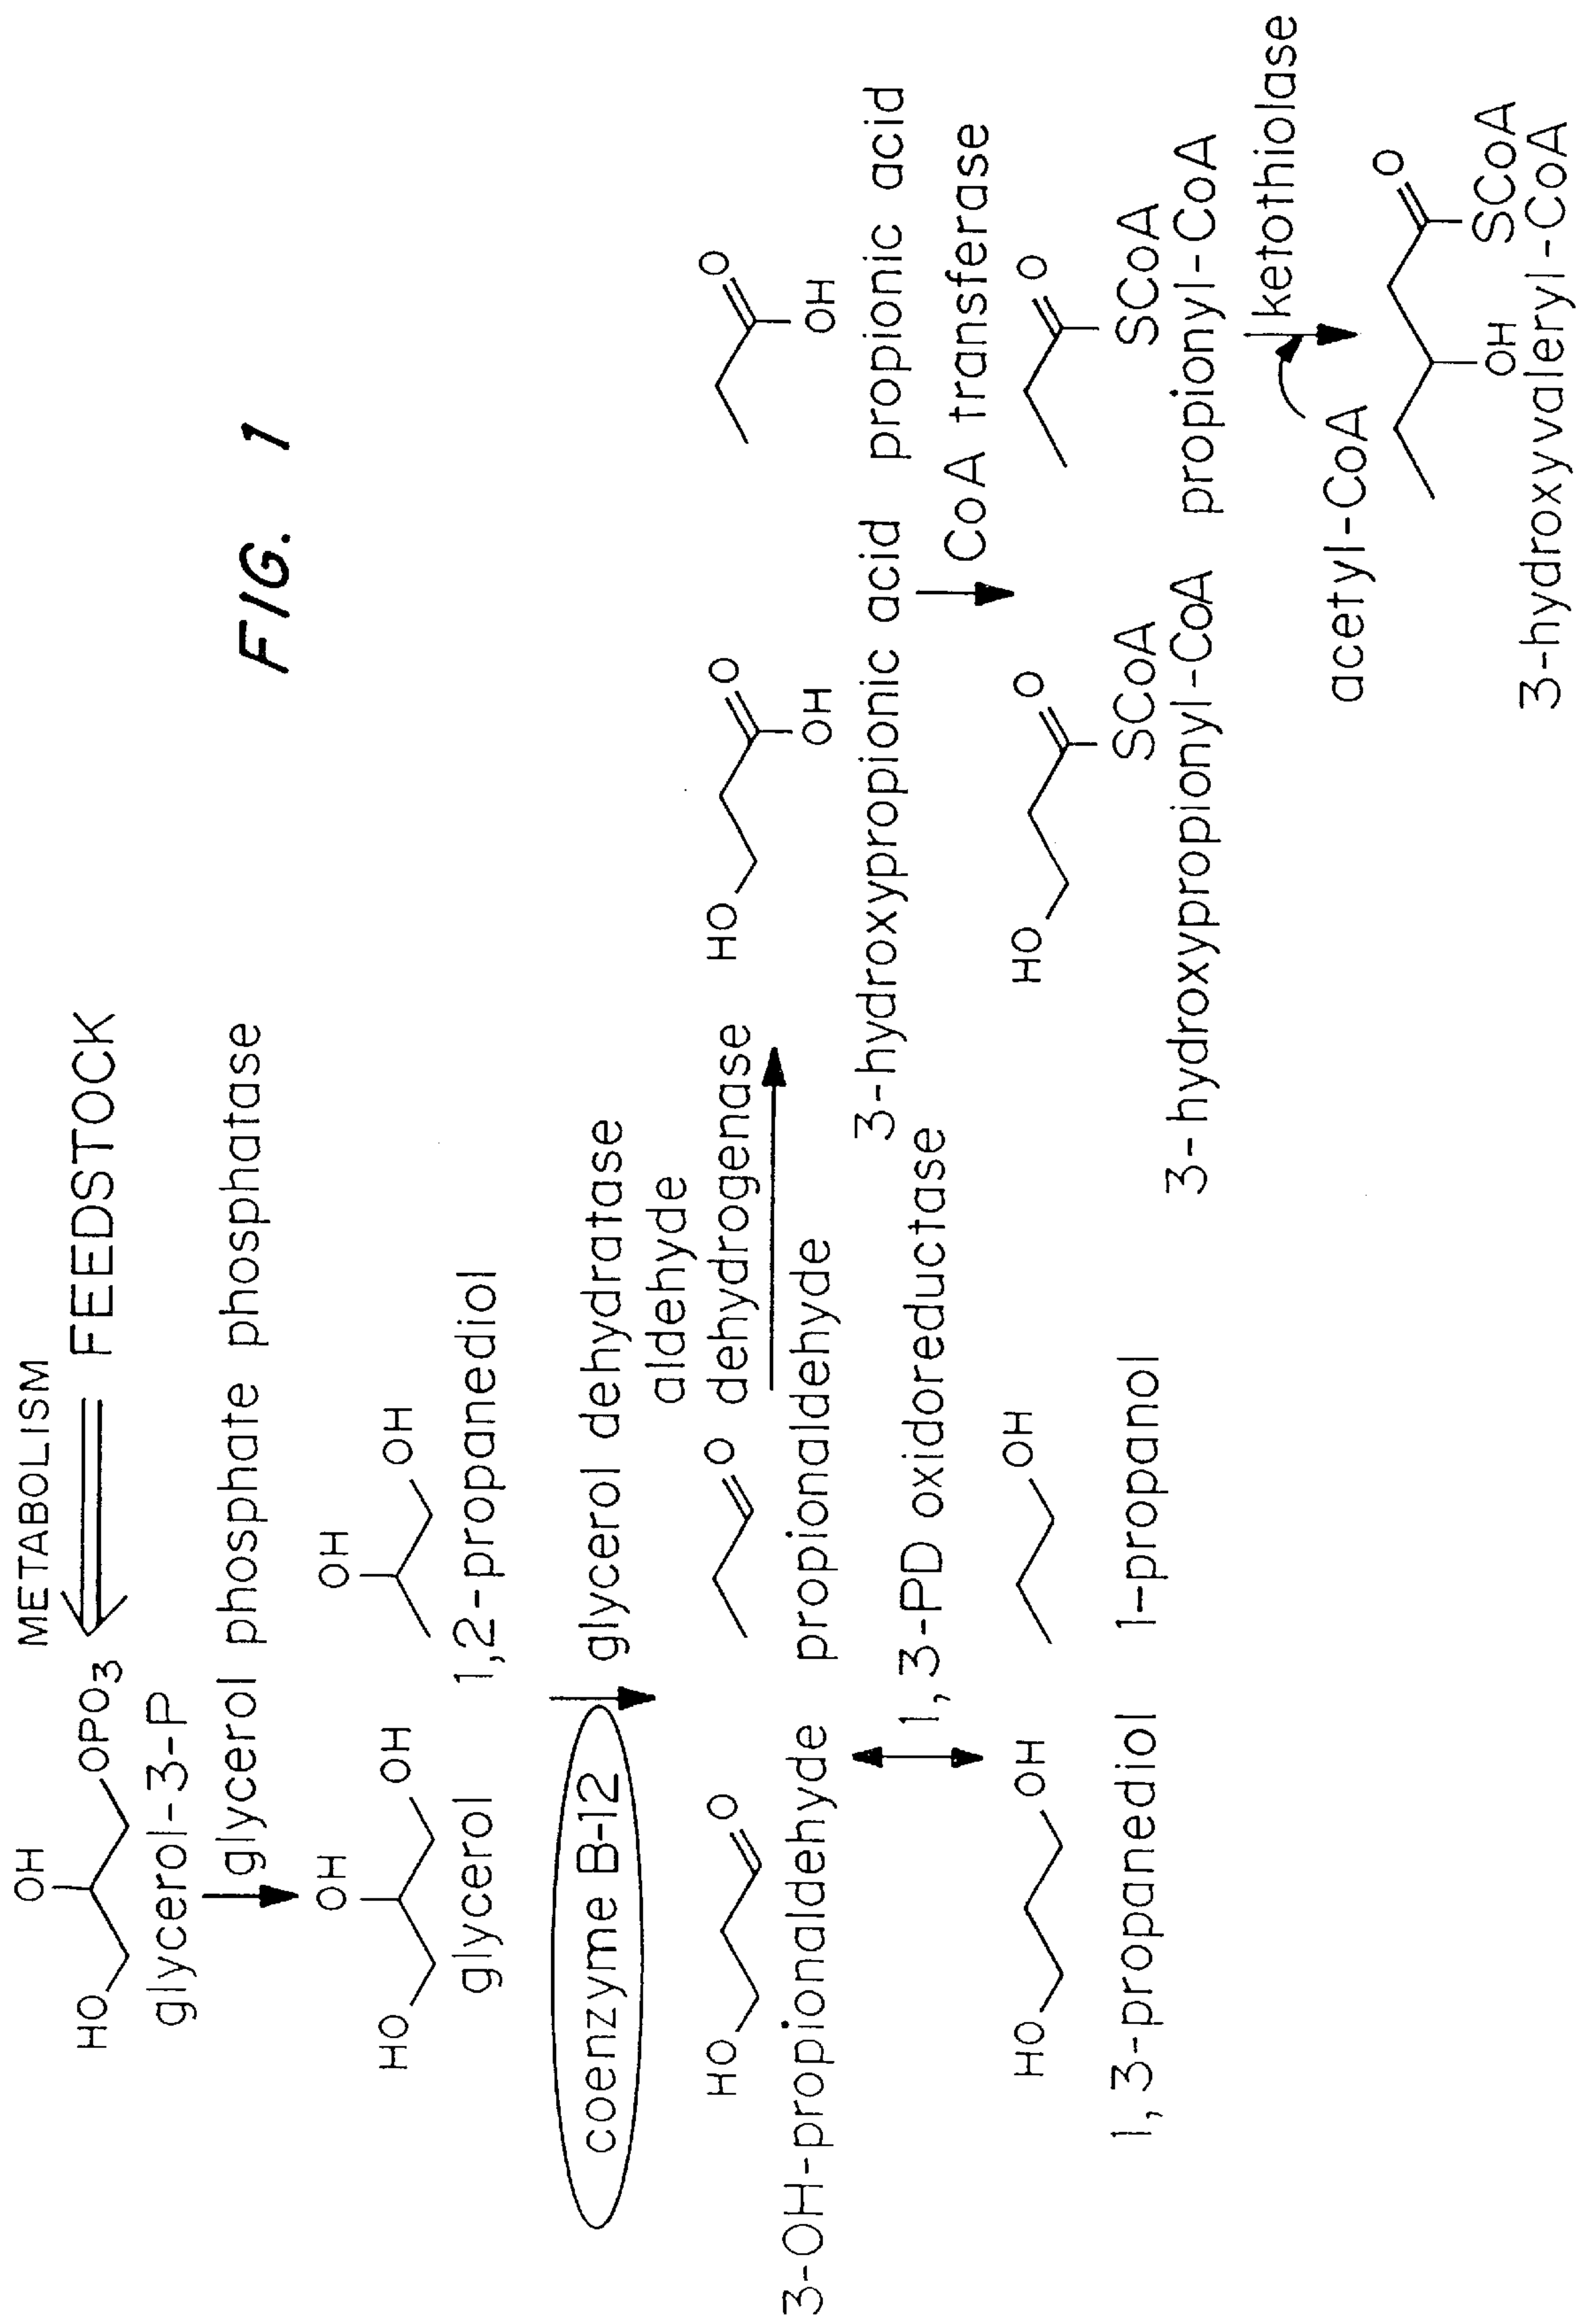 FIG. 1
METABOLISM
FEEDSTOCK
OH
HO
OPO3
glycerol-3-P
glycerol phosphate phosphatase
OH
HO
OH
glycerol
OH
OH
1,2-propanediol
coenzyme B-12
glycerol dehydratase
aldehyde
dehydrogenase
HO
O
3-OH-propionaldehyde
O
propionaldehyde
HO
O
OH
3-hydroxypropionic acid
O
OH
propionic acid
1,3-PD oxidoreductase
CoA transferase
HO
OH
1,3-propanediol
OH
1-propanol
HO
O
SCoA
3-hydroxypropionyl-CoA
O
SCoA
propionyl-CoA
acetyl-CoA
ketothiolase
O
OH
SCoA
3-hydroxyvaleryl-CoA